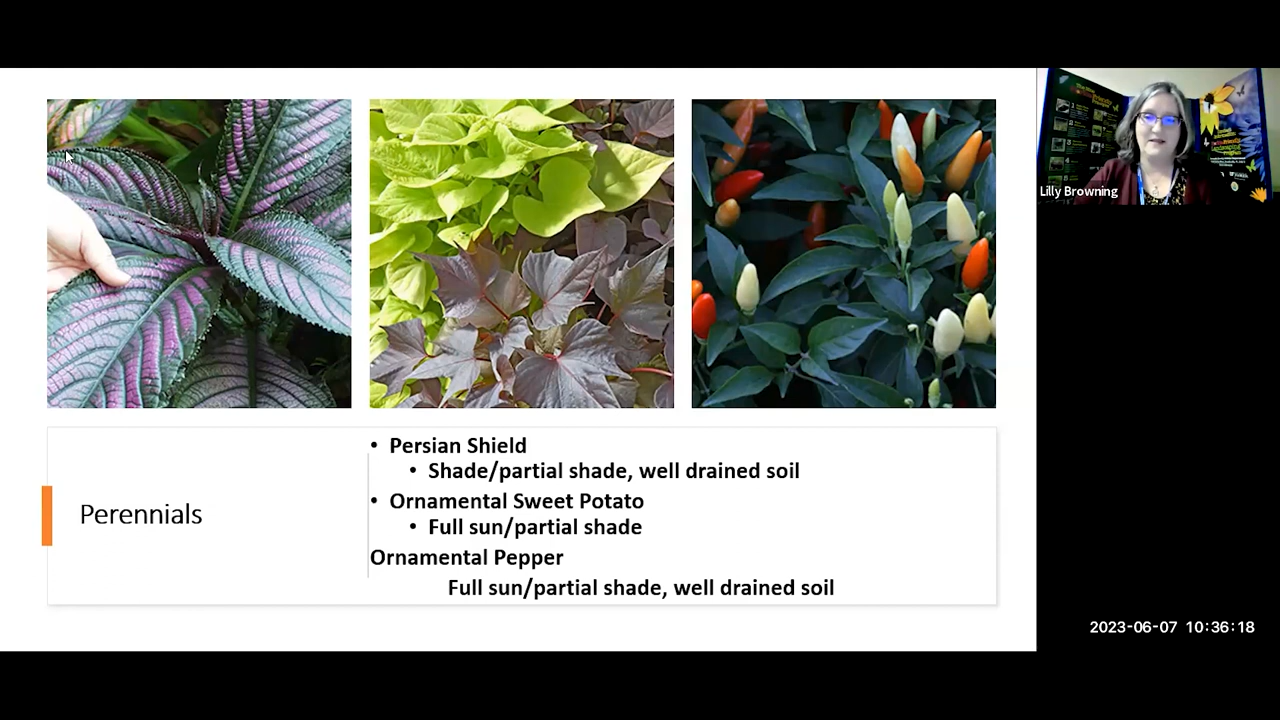 Lilly Browning
Perennials
• Persian Shield
• Shade/partial shade, well drained soil
• Ornamental Sweet Potato
• Full sun/partial shade
Ornamental Pepper
Full sun/partial shade, well drained soil
2023-06-07 10:36:18